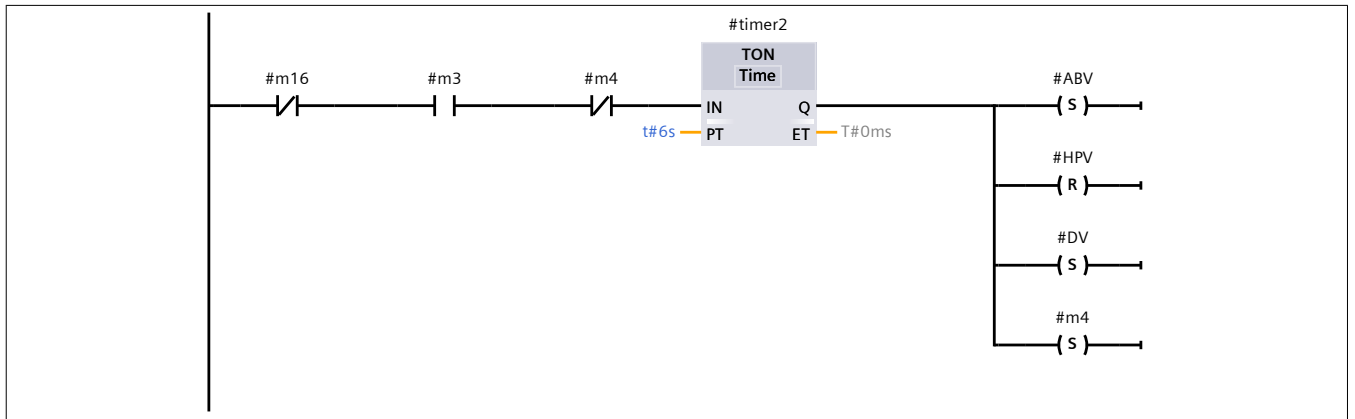 #timer2
TON
Time
#m16
#m3
#m4
#ABV
IN
Q
S
t#6s
PT
ET
T#0ms
#HPV
R
#DV
S
#m4
S